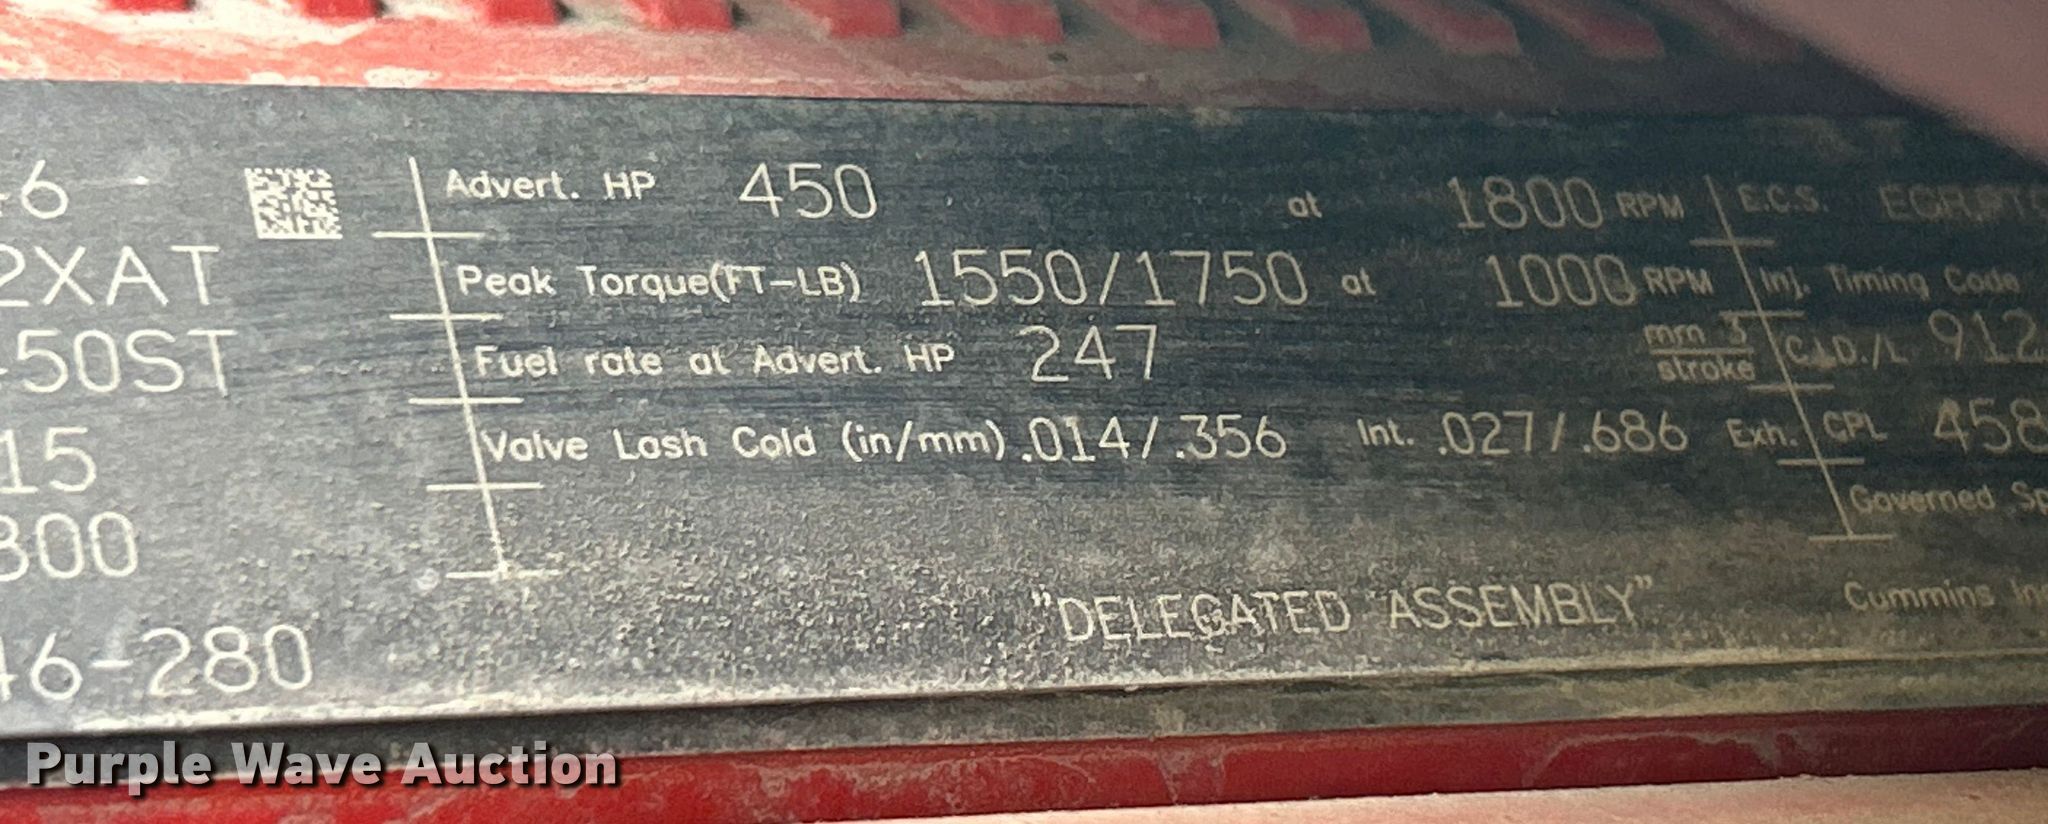 46
Advert. HP 450 at 1800 RPM E.C.S.
2XAT Peak Torque(FT-LB) 1550/1750 at 1000 RPM Inj. Timing Code
50ST Fuel rate at Advert. HP 247 mm 3 stroke C.I.D./L 912
15 Valve Lash Cold (in/mm) .014/.356 Int. .027/.686 Exh. CPL 458
800 Governed
"DELEGATED ASSEMBLY" Cummins
46-280
Purple Wave Auction